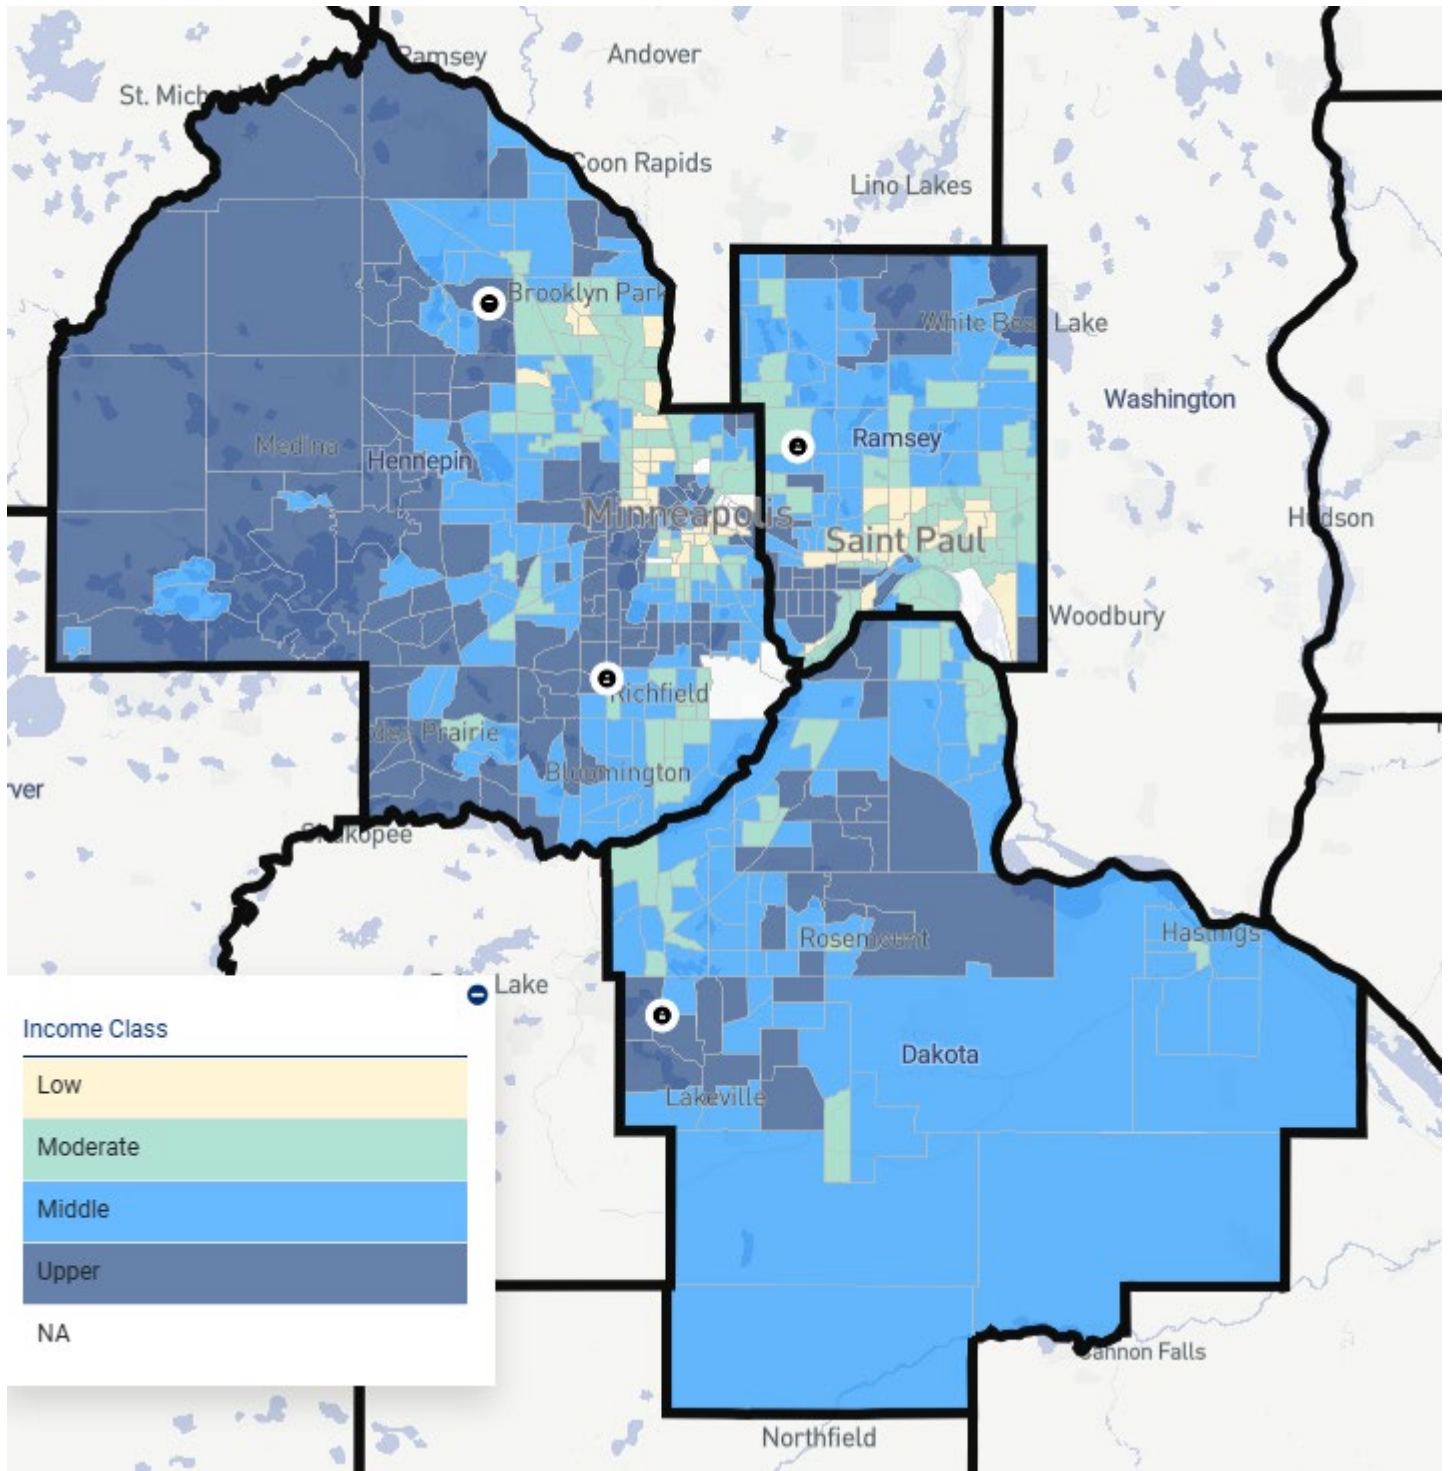 Ramsey
Andover
St. Mich
Coon Rapids
Lino Lakes
Brooklyn Park
White Bear Lake
Washington
Medina
Hennepin
Ramsey
Minneapolis
Saint Paul
Hudson
Woodbury
Richfield
Prairie
Bloomington
ver
Shakopee
Rosemount
Hastings
Lake
Income Class
Low
Moderate
Middle
Upper
NA
Dakota
Lakeville
Cannon Falls
Northfield